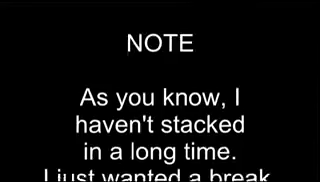 NOTE
As you know, I
haven't stacked
in a long time.
I just wanted a break